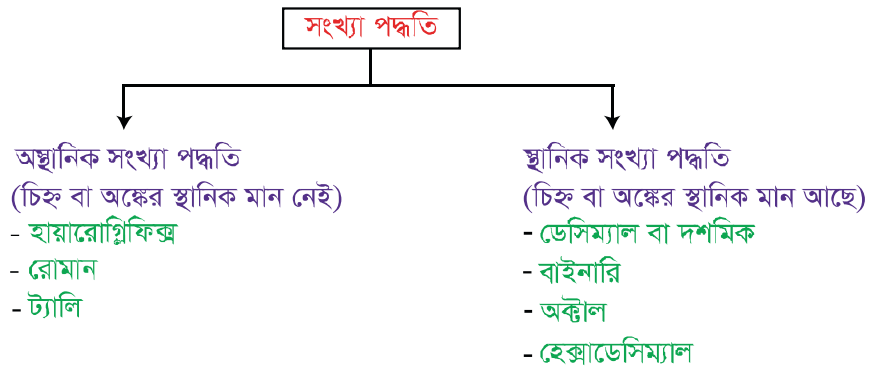 সংখ্যা পদ্ধতি
অস্থানিক সংখ্যা পদ্ধতি
(চিহ্ন বা অঙ্কের স্থানিক মান নেই)
- হায়ারোগ্লিফিক্স
- রোমান
- ট্যালি
স্থানিক সংখ্যা পদ্ধতি
(চিহ্ন বা অঙ্কের স্থানিক মান আছে)
- ডেসিম্যাল বা দশমিক
- বাইনারি
- অক্টাল
- হেক্সাডেসিম্যাল